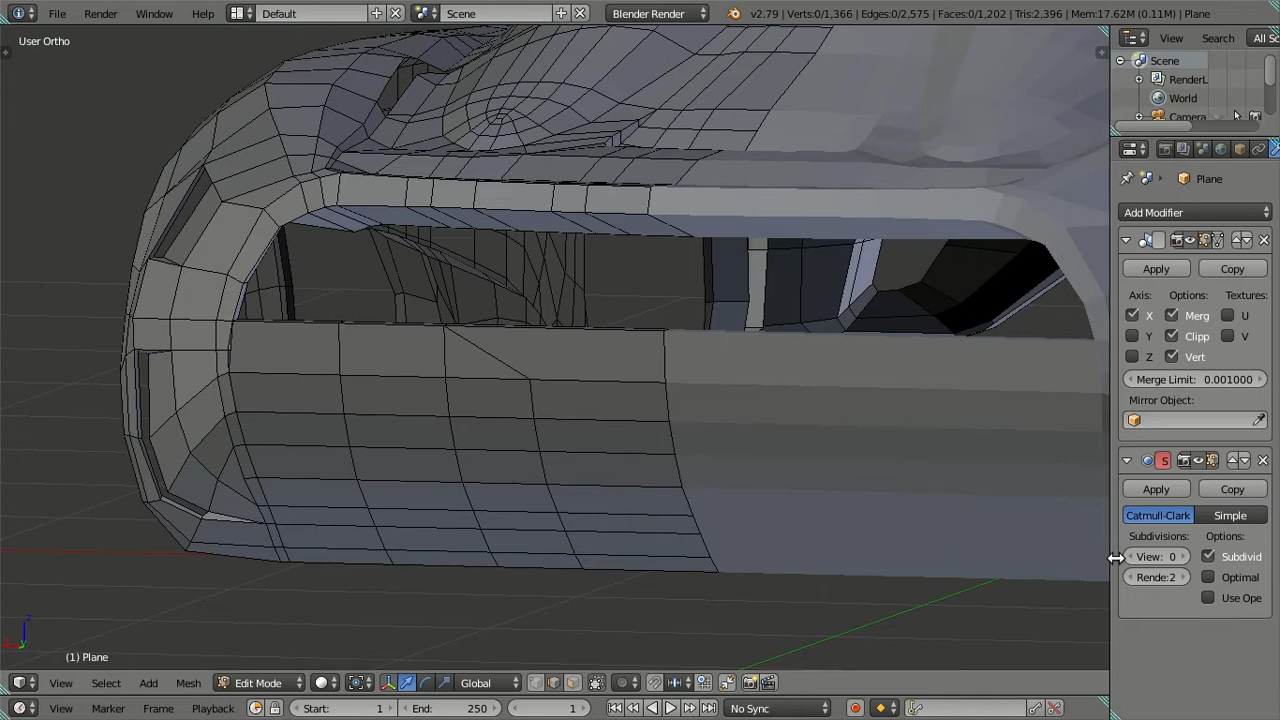 File Render Window Help Default Scene Blender Render v2.79 | Verts:0/1,366 | Edges:0/2,575 | Faces:0/1,202 | Tris:2,396 | Mem:17.62M (0.11M) | Plane
User Ortho
View Search All Sc
Scene
RenderL
World
Camera
Plane
Add Modifier
Apply Copy
Axis: Options: Textures:
X Merg U
Y Clipp V
Z Vert
Merge Limit: 0.001000
Mirror Object:
S
Apply Copy
Catmull-Clark Simple
Subdivisions: Options:
View: 0 Subdivid
Rende:2 Optimal
Use Ope
z
(1) Plane
View Select Add Mesh Edit Mode Global
View Marker Frame Playback Start: 1 End: 250 1 No Sync